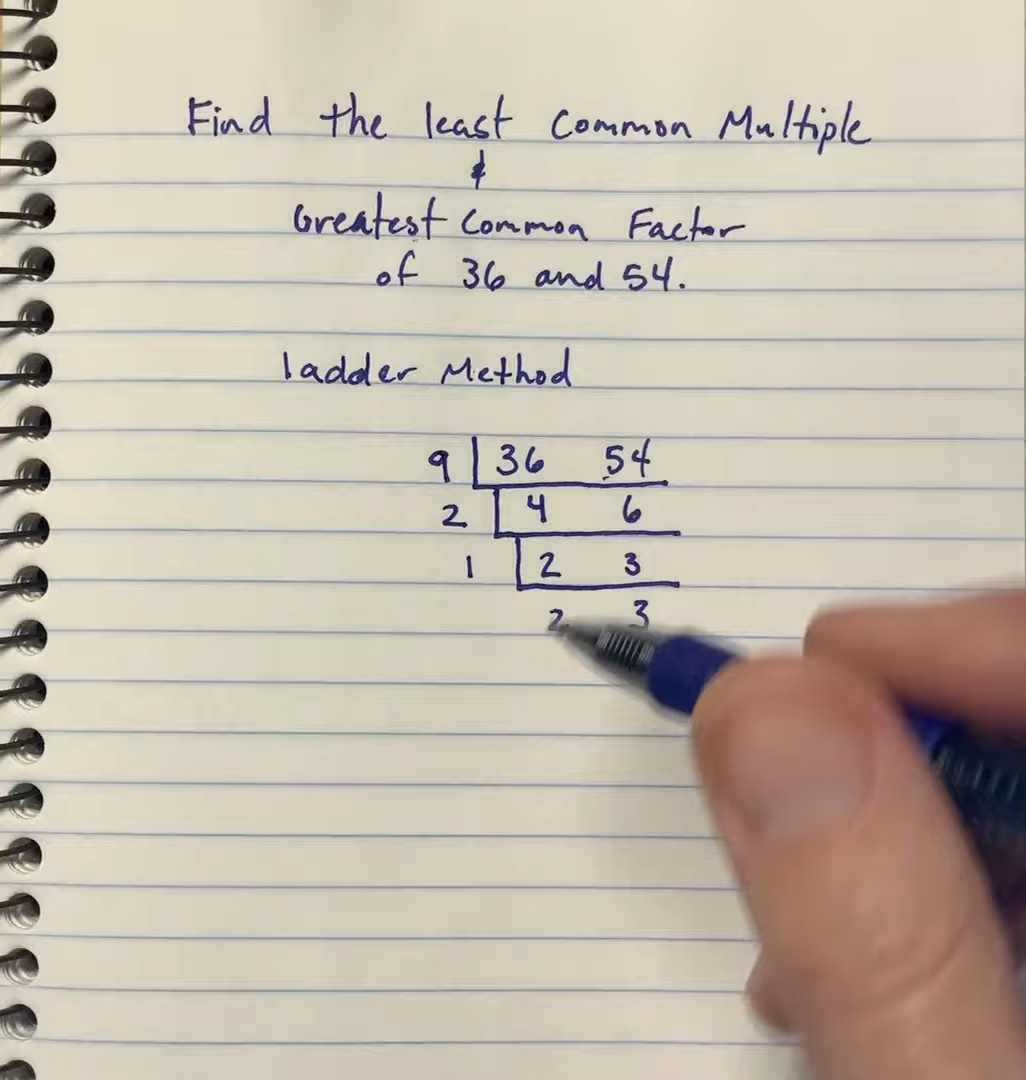 Find the least Common Multiple
&
Greatest Common Factor
of 36 and 54.
ladder Method
9 36 54
2 4 6
1 2 3
2 3